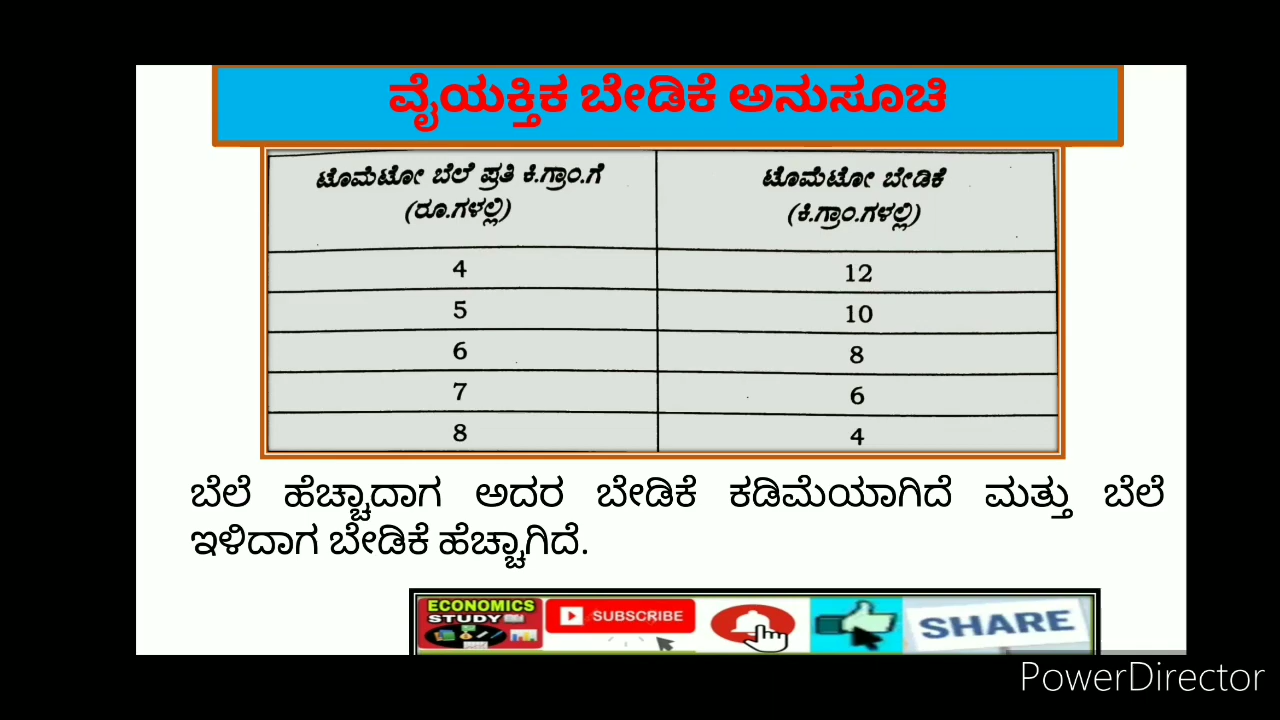 ವೈಯಕ್ತಿಕ ಬೇಡಿಕೆ ಅನುಸೂಚಿ
ಟೊಮೆಟೋ ಬೆಲೆ ಪ್ರತಿ ಕಿ.ಗ್ರಾಂ.ಗೆ
(ರೂ.ಗಳಲ್ಲಿ)
ಟೊಮೆಟೋ ಬೇಡಿಕೆ
(ಕಿ.ಗ್ರಾಂ.ಗಳಲ್ಲಿ)
4 12
5 10
6 8
7 6
8 4
ಬೆಲೆ ಹೆಚ್ಚಾದಾಗ ಅದರ ಬೇಡಿಕೆ ಕಡಿಮೆಯಾಗಿದೆ ಮತ್ತು ಬೆಲೆ
ಇಳಿದಾಗ ಬೇಡಿಕೆ ಹೆಚ್ಚಾಗಿದೆ.
ECONOMICS
STUDY
SUBSCRIBE
SHARE
PowerDirector